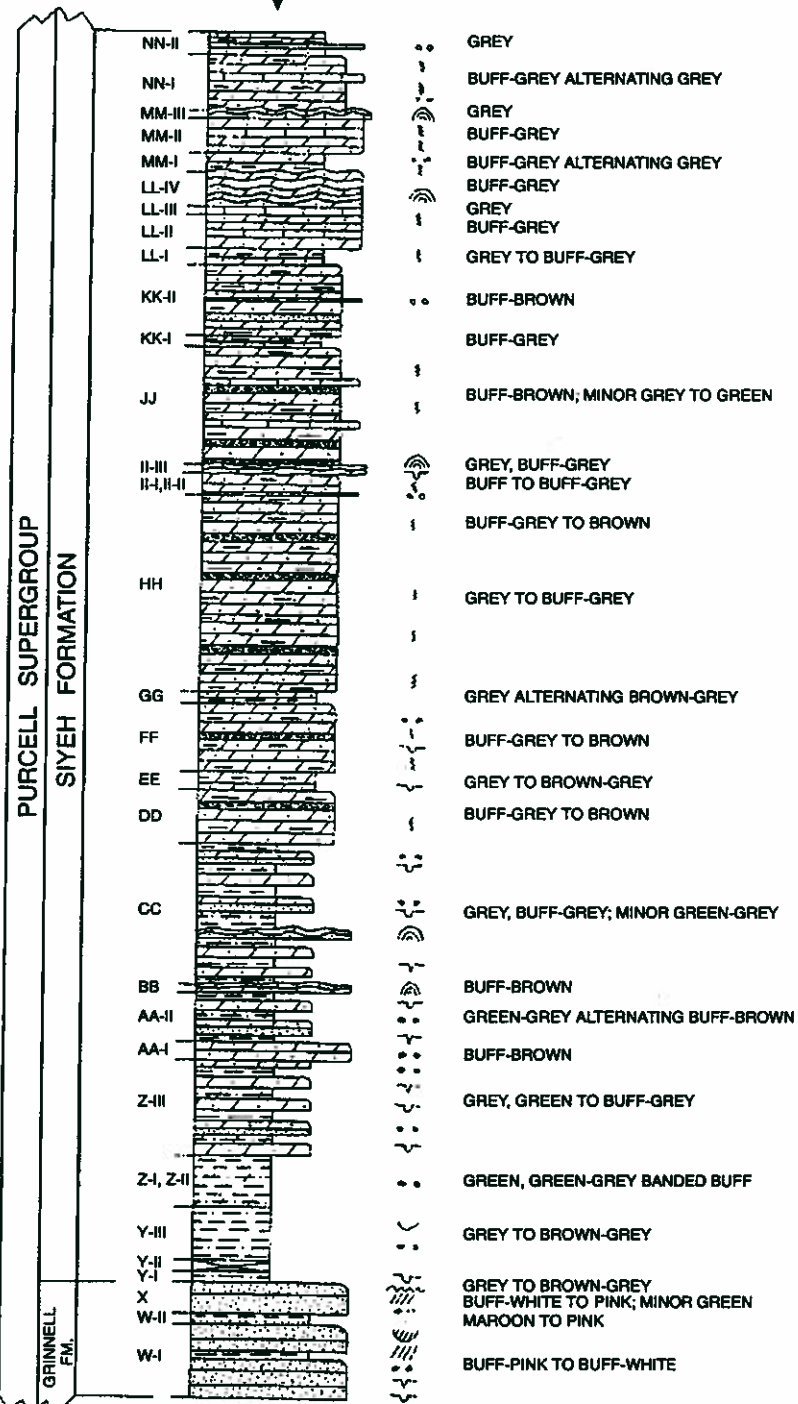 PURCELL SUPERGROUP
SIYEH FORMATION
GRINNELL FM.
NN-II GREY
NN-I BUFF-GREY ALTERNATING GREY
MM-III GREY
MM-II BUFF-GREY
MM-I BUFF-GREY ALTERNATING GREY
LL-IV BUFF-GREY
LL-III GREY
LL-II BUFF-GREY
LL-I GREY TO BUFF-GREY
KK-II BUFF-BROWN
KK-I BUFF-GREY
JJ BUFF-BROWN; MINOR GREY TO GREEN
II-III GREY, BUFF-GREY
II-I,II-II BUFF TO BUFF-GREY
BUFF-GREY TO BROWN
HH GREY TO BUFF-GREY
GG GREY ALTERNATING BROWN-GREY
FF BUFF-GREY TO BROWN
EE GREY TO BROWN-GREY
DD BUFF-GREY TO BROWN
CC GREY, BUFF-GREY; MINOR GREEN-GREY
BB BUFF-BROWN
AA-II GREEN-GREY ALTERNATING BUFF-BROWN
AA-I BUFF-BROWN
Z-III GREY, GREEN TO BUFF-GREY
Z-I, Z-II GREEN, GREEN-GREY BANDED BUFF
Y-III GREY TO BROWN-GREY
Y-II
Y-I GREY TO BROWN-GREY
X BUFF-WHITE TO PINK; MINOR GREEN
W-II MAROON TO PINK
W-I BUFF-PINK TO BUFF-WHITE